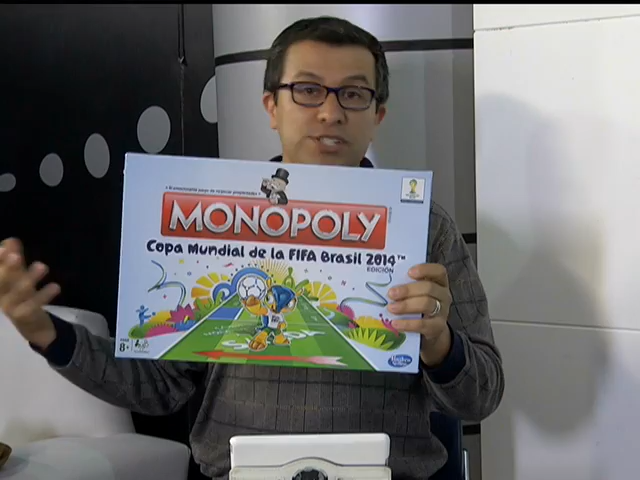 MONOPOLY
Copa Mundial de la FIFA Brasil 2014™
EDICIÓN
8+
Hasbro